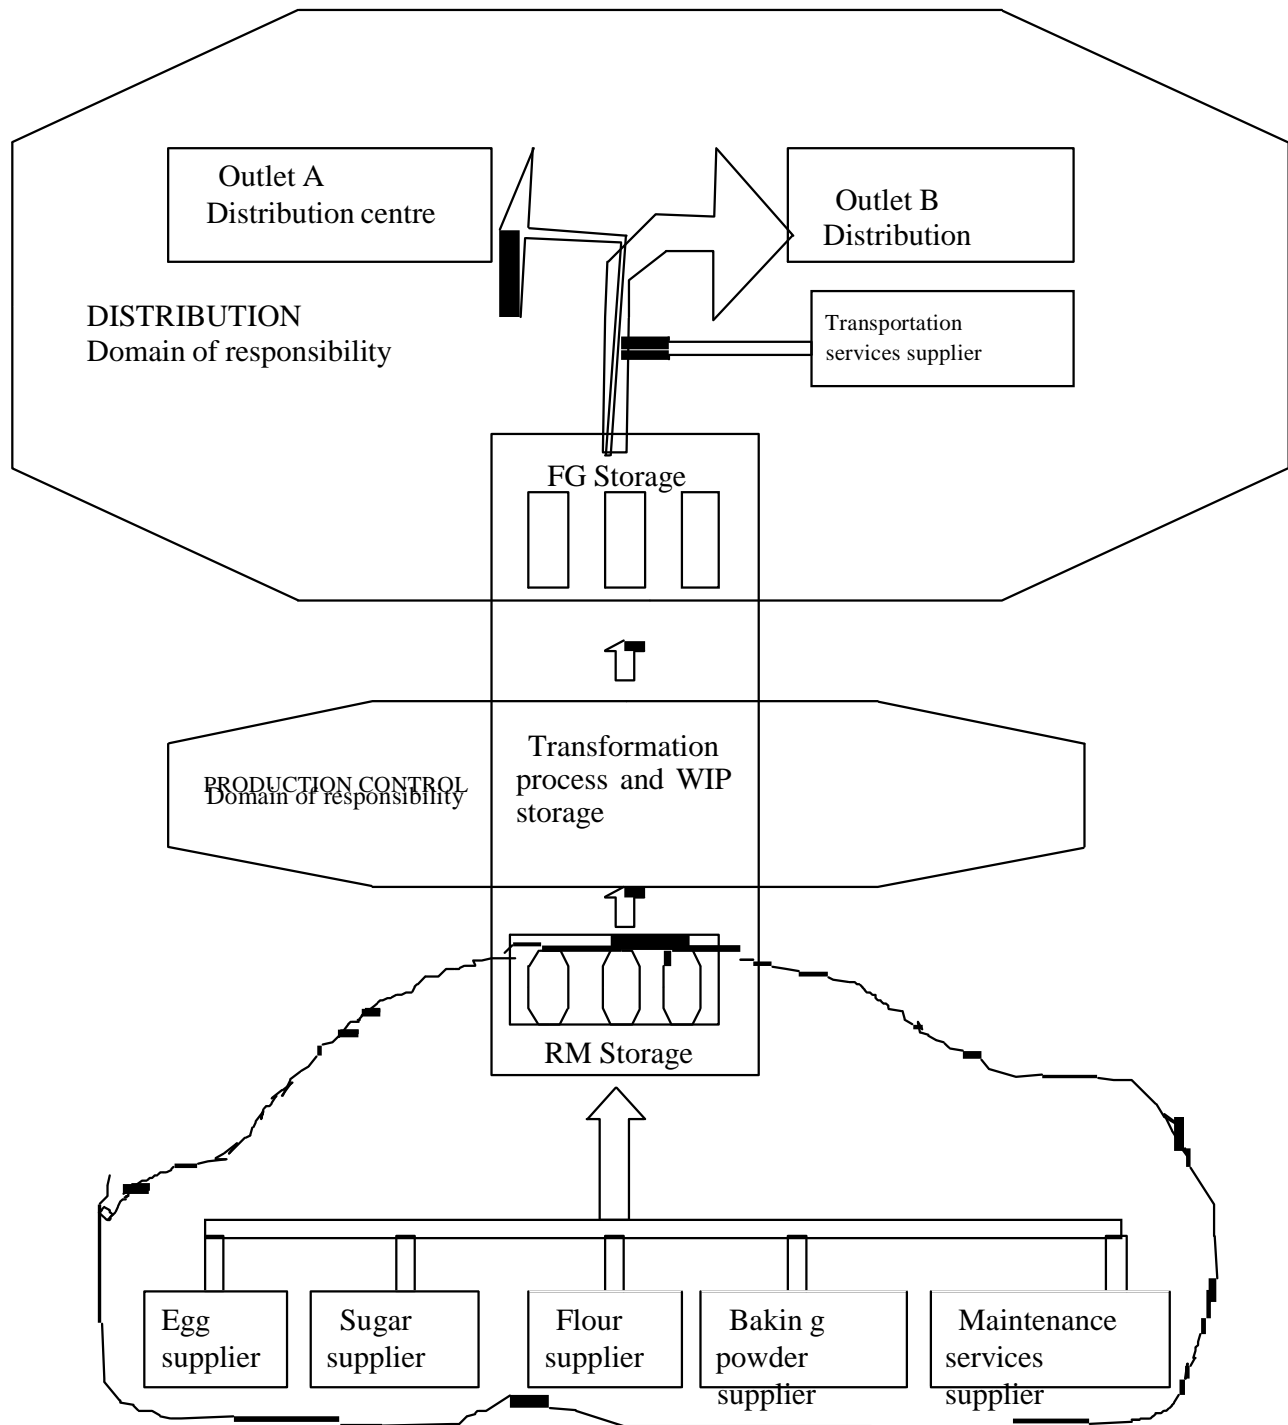 Outlet A
Distribution centre
Outlet B
Distribution
DISTRIBUTION
Domain of responsibility
Transportation
services supplier
FG Storage
Transformation
process and WIP
storage
PRODUCTION CONTROL
Domain of responsibility
RM Storage
Egg
supplier
Sugar
supplier
Flour
supplier
Bakin g
powder
supplier
Maintenance
services
supplier